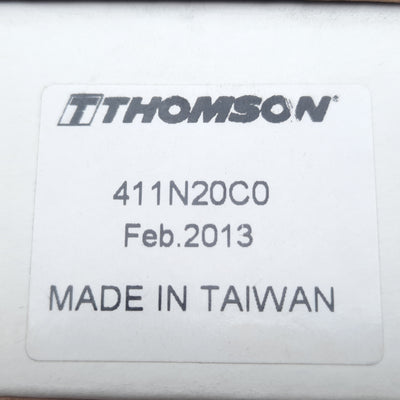 THOMSON
411N20C0
Feb.2013
MADE IN TAIWAN